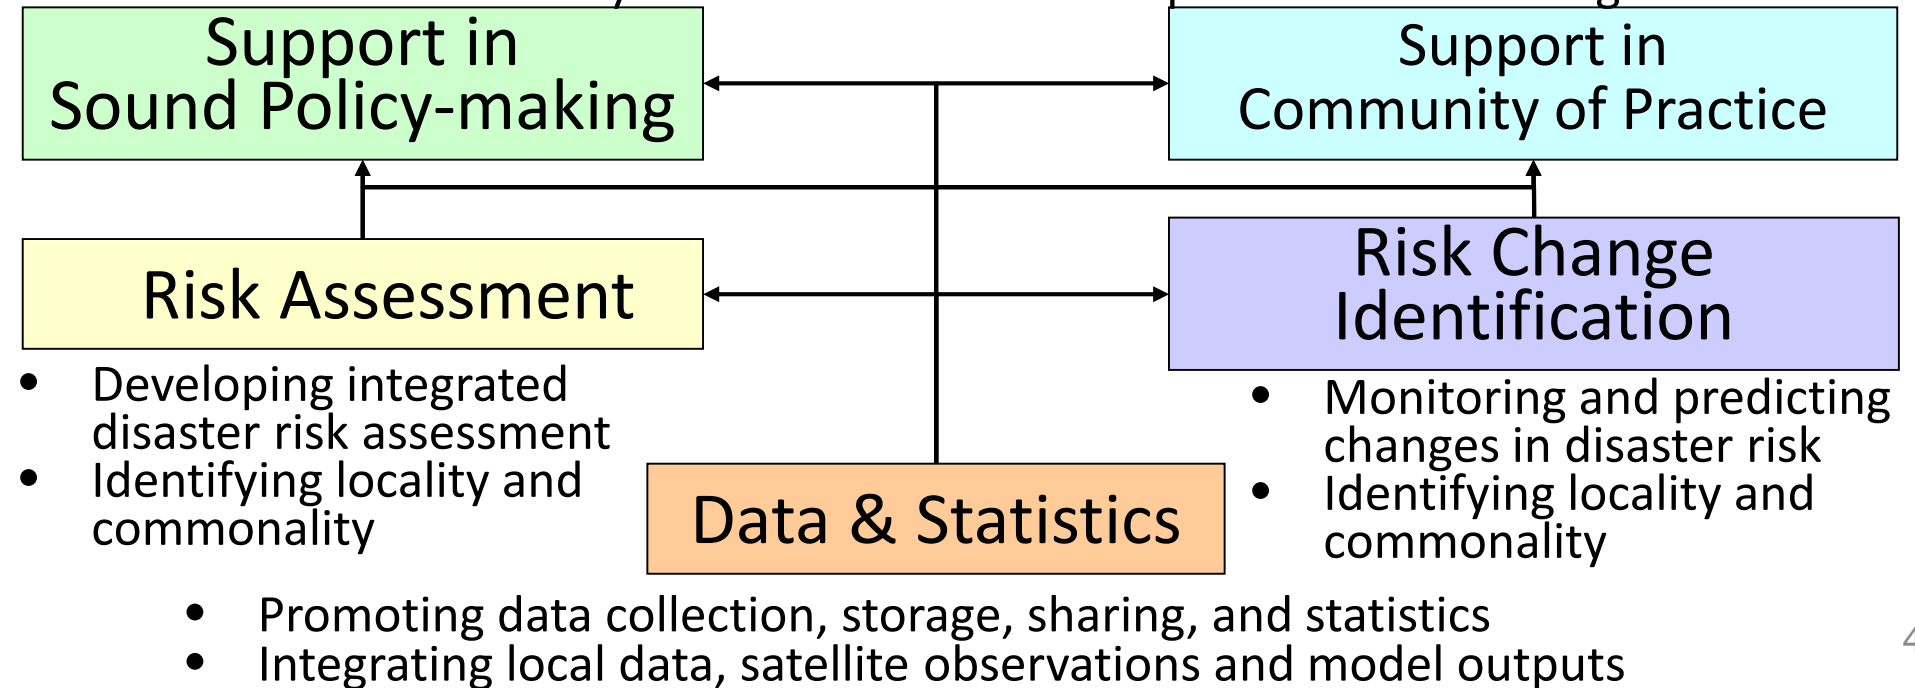 Support in
Sound Policy-making
Support in
Community of Practice
Risk Assessment
Risk Change
Identification
• Developing integrated
disaster risk assessment
• Identifying locality and
commonality
• Monitoring and predicting
changes in disaster risk
• Identifying locality and
commonality
Data & Statistics
• Promoting data collection, storage, sharing, and statistics
• Integrating local data, satellite observations and model outputs